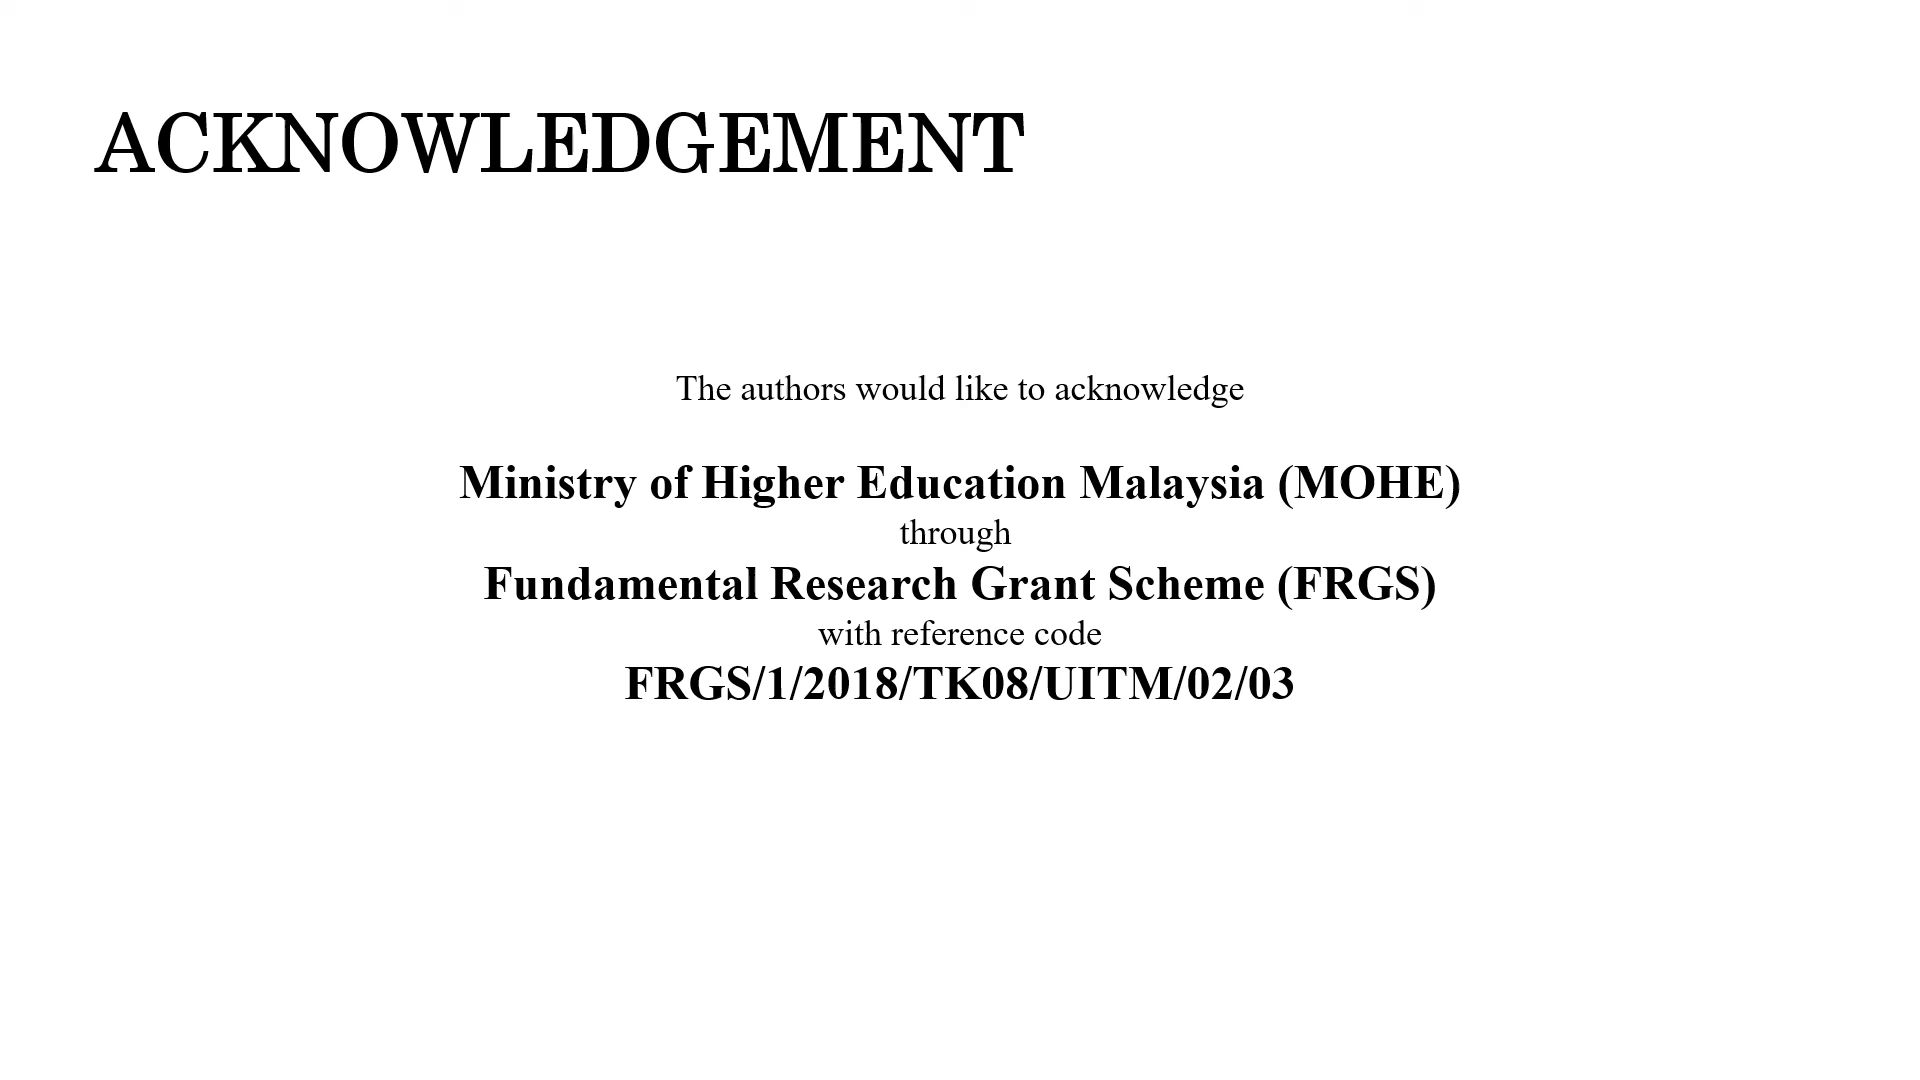 ACKNOWLEDGEMENT
The authors would like to acknowledge
Ministry of Higher Education Malaysia (MOHE)
through
Fundamental Research Grant Scheme (FRGS)
with reference code
FRGS/1/2018/TK08/UITM/02/03